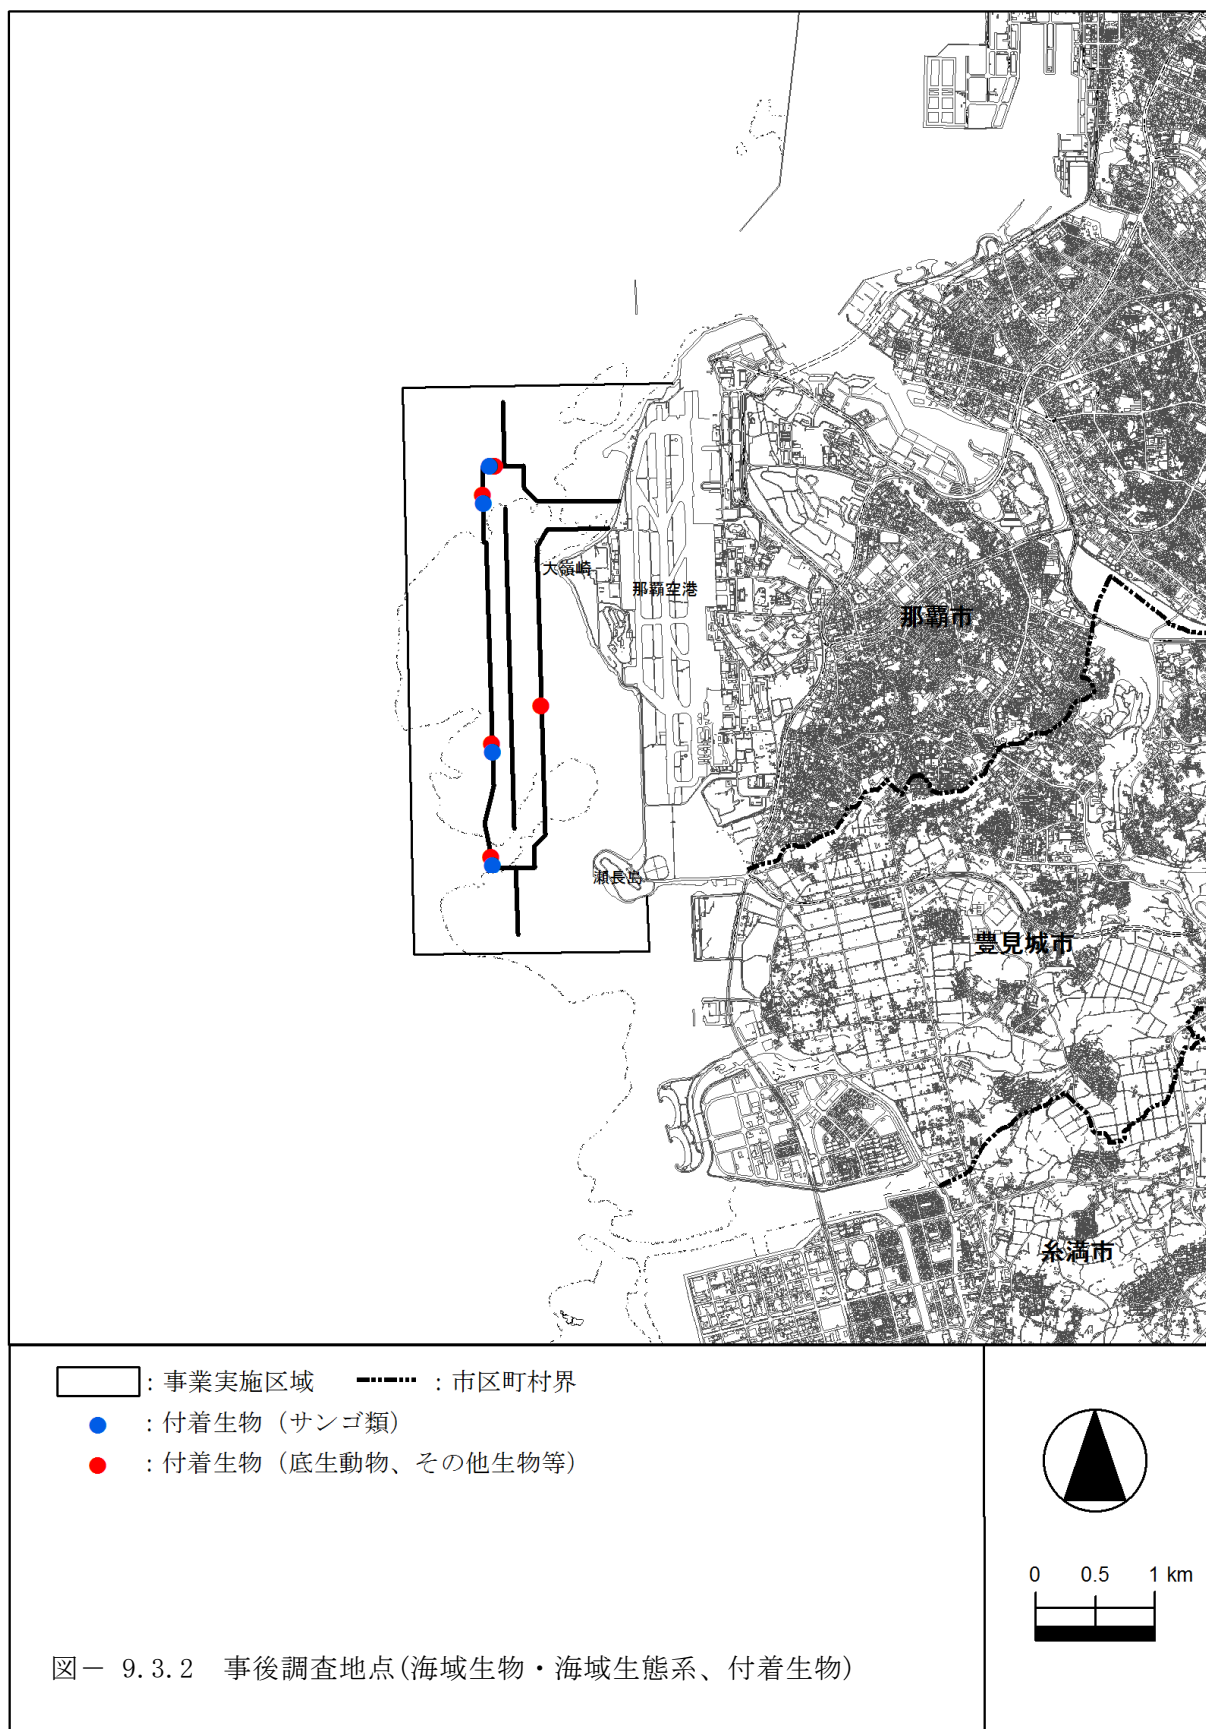 大嶺崎
那覇空港
那覇市
瀬長島
豊見城市
糸満市
：事業実施区域
：市区町村界
：付着生物（サンゴ類）
：付着生物（底生動物、その他生物等）
0 0.5 1 km
図－ 9.3.2　事後調査地点(海域生物・海域生態系、付着生物)